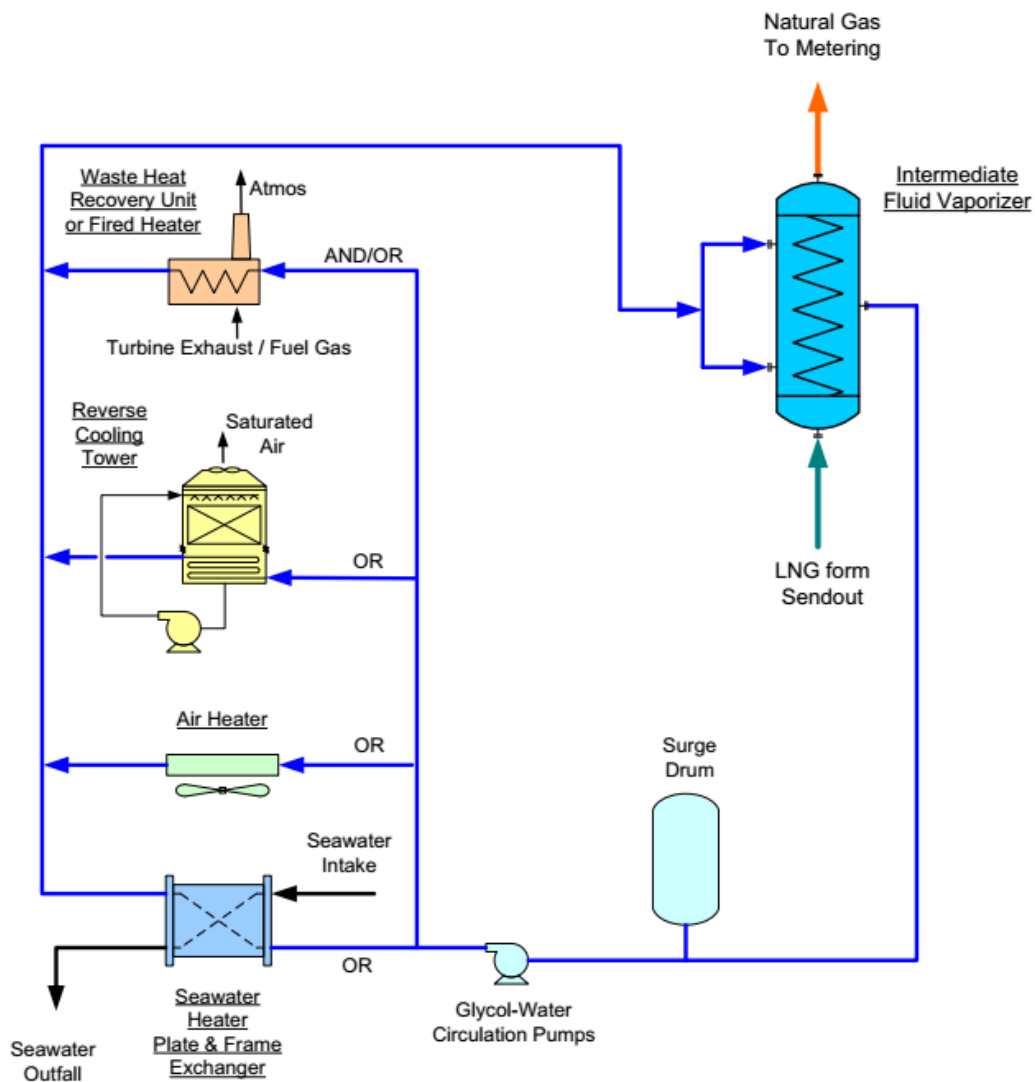 Natural Gas
To Metering
Waste Heat
Recovery Unit
or Fired Heater
Atmos
Intermediate
Fluid Vaporizer
AND/OR
Turbine Exhaust / Fuel Gas
Reverse
Cooling
Tower
Saturated
Air
OR
LNG form
Sendout
Air Heater
OR
Surge
Drum
Seawater
Intake
OR
Glycol-Water
Circulation Pumps
Seawater
Heater
Plate & Frame
Exchanger
Seawater
Outfall